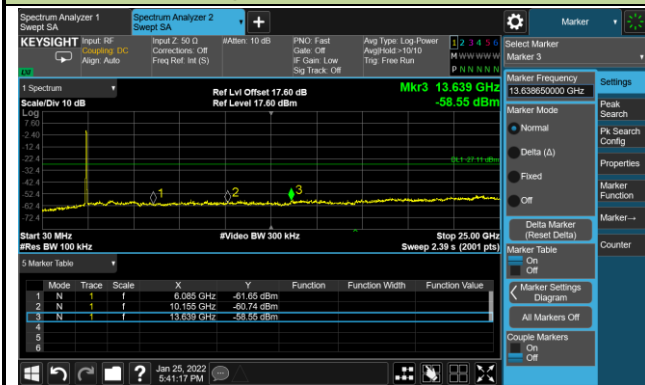 Spectrum Analyzer 1
Swept SA
Spectrum Analyzer 2
Swept SA
+
Marker
KEYSIGHT
Input: RF
Coupling: DC
Align: Auto
Input Z: 50 Ω
Corrections: Off
Freq Ref: Int (S)
#Atten: 10 dB
PNO: Fast
Gate: Off
IF Gain: Low
Sig Track: Off
Avg Type: Log-Power
Avg|Hold:>10/10
Trig: Free Run
1 2 3 4 5 6
M W W W W W
P N N N N N
LU
Select Marker
Marker 3
1 Spectrum
Scale/Div 10 dB
Log
Ref Lvl Offset 17.60 dB
Ref Level 17.60 dBm
Mkr3 13.639 GHz
-58.55 dBm
7.60
-2.40
-12.4
-22.4
-32.4
-42.4
-52.4
-62.4
-72.4
DL1 -27.11 dBm
1
2
3
Start 30 MHz
#Res BW 100 kHz
#Video BW 300 kHz
Stop 25.00 GHz
Sweep 2.39 s (2001 pts)
5 Marker Table
Mode Trace Scale X Y Function Function Width Function Value
1 N 1 f 6.085 GHz -61.65 dBm
2 N 1 f 10.155 GHz -60.74 dBm
3 N 1 f 13.639 GHz -58.55 dBm
4
5
6
Marker Frequency
13.638650000 GHz
Marker Mode
Normal
Delta (Δ)
Fixed
Off
Delta Marker
(Reset Delta)
Marker Table
On
Off
Marker Settings
Diagram
All Markers Off
Couple Markers
On
Off
Settings
Peak
Search
Pk Search
Config
Properties
Marker
Function
Marker→
Counter
?
Jan 25, 2022
5:41:17 PM